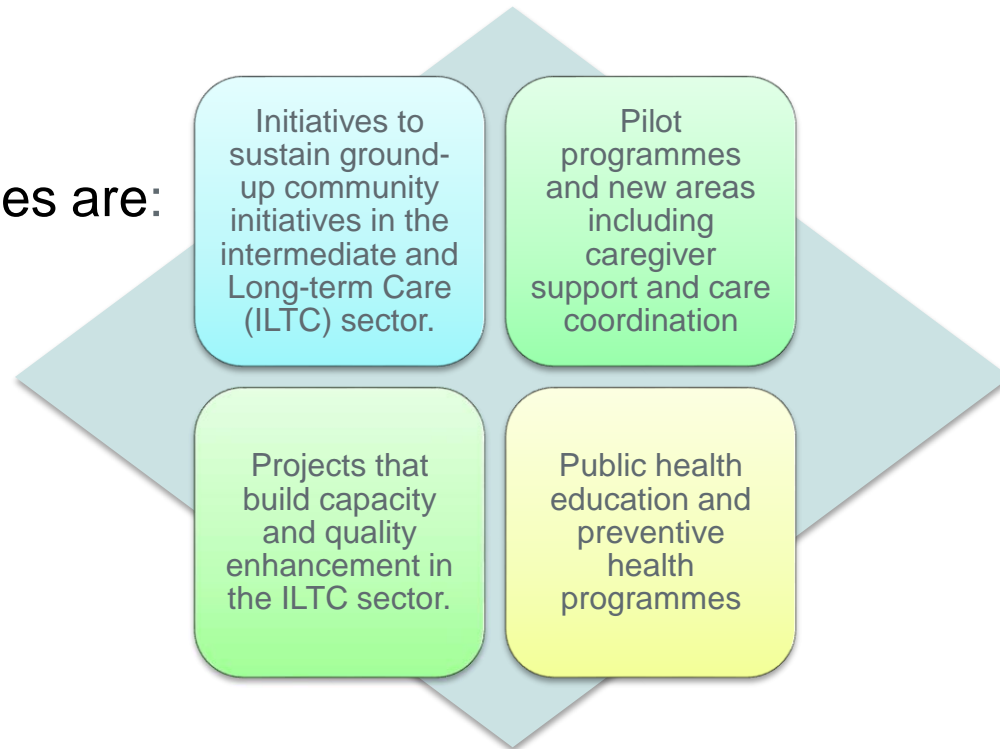 es are:
Initiatives to
sustain ground-
up community
initiatives in the
intermediate and
Long-term Care
(ILTC) sector.
Pilot
programmes
and new areas
including
caregiver
support and care
coordination
Projects that
build capacity
and quality
enhancement in
the ILTC sector.
Public health
education and
preventive
health
programmes